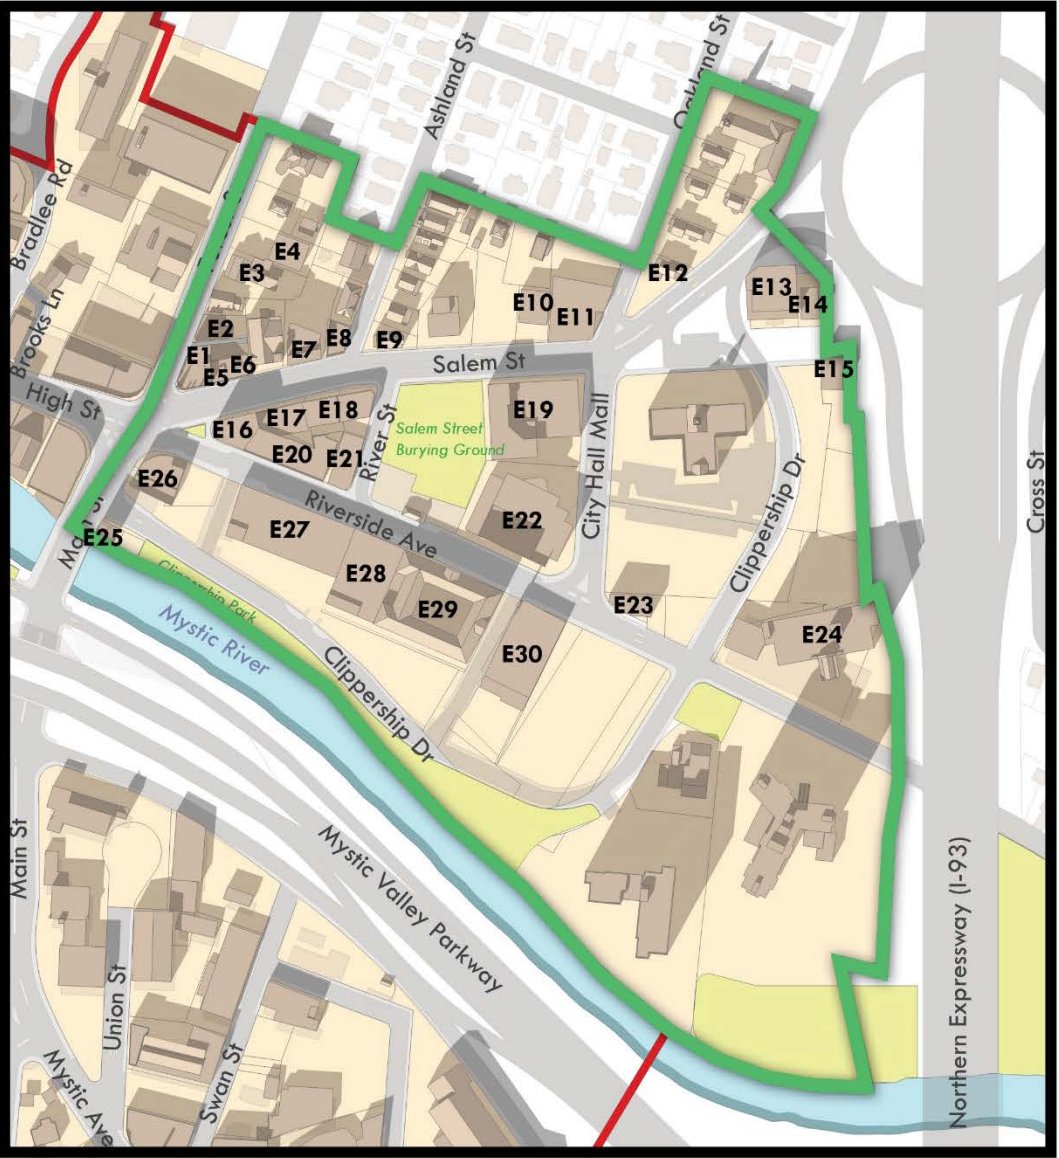 Ashland St
Oakland St
Bradlee Rd
E4
E3
E12
E13
E14
E10
E11
E2
Brooks Ln
E1
E6
E5
E7
E8
E9
Salem St
E15
High St
E17
E18
E16
E19
River St
Salem Street
Burying Ground
City Hall Mall
E20
E21
E26
Clippership Dr
Cross St
Riverside Ave
E27
E22
E25
Clippership Park
E28
E29
E23
E24
Mystic River
E30
Clippership Dr
Main St
Mystic Valley Parkway
Northern Expressway (I-93)
Union St
Swan St
Mystic Ave